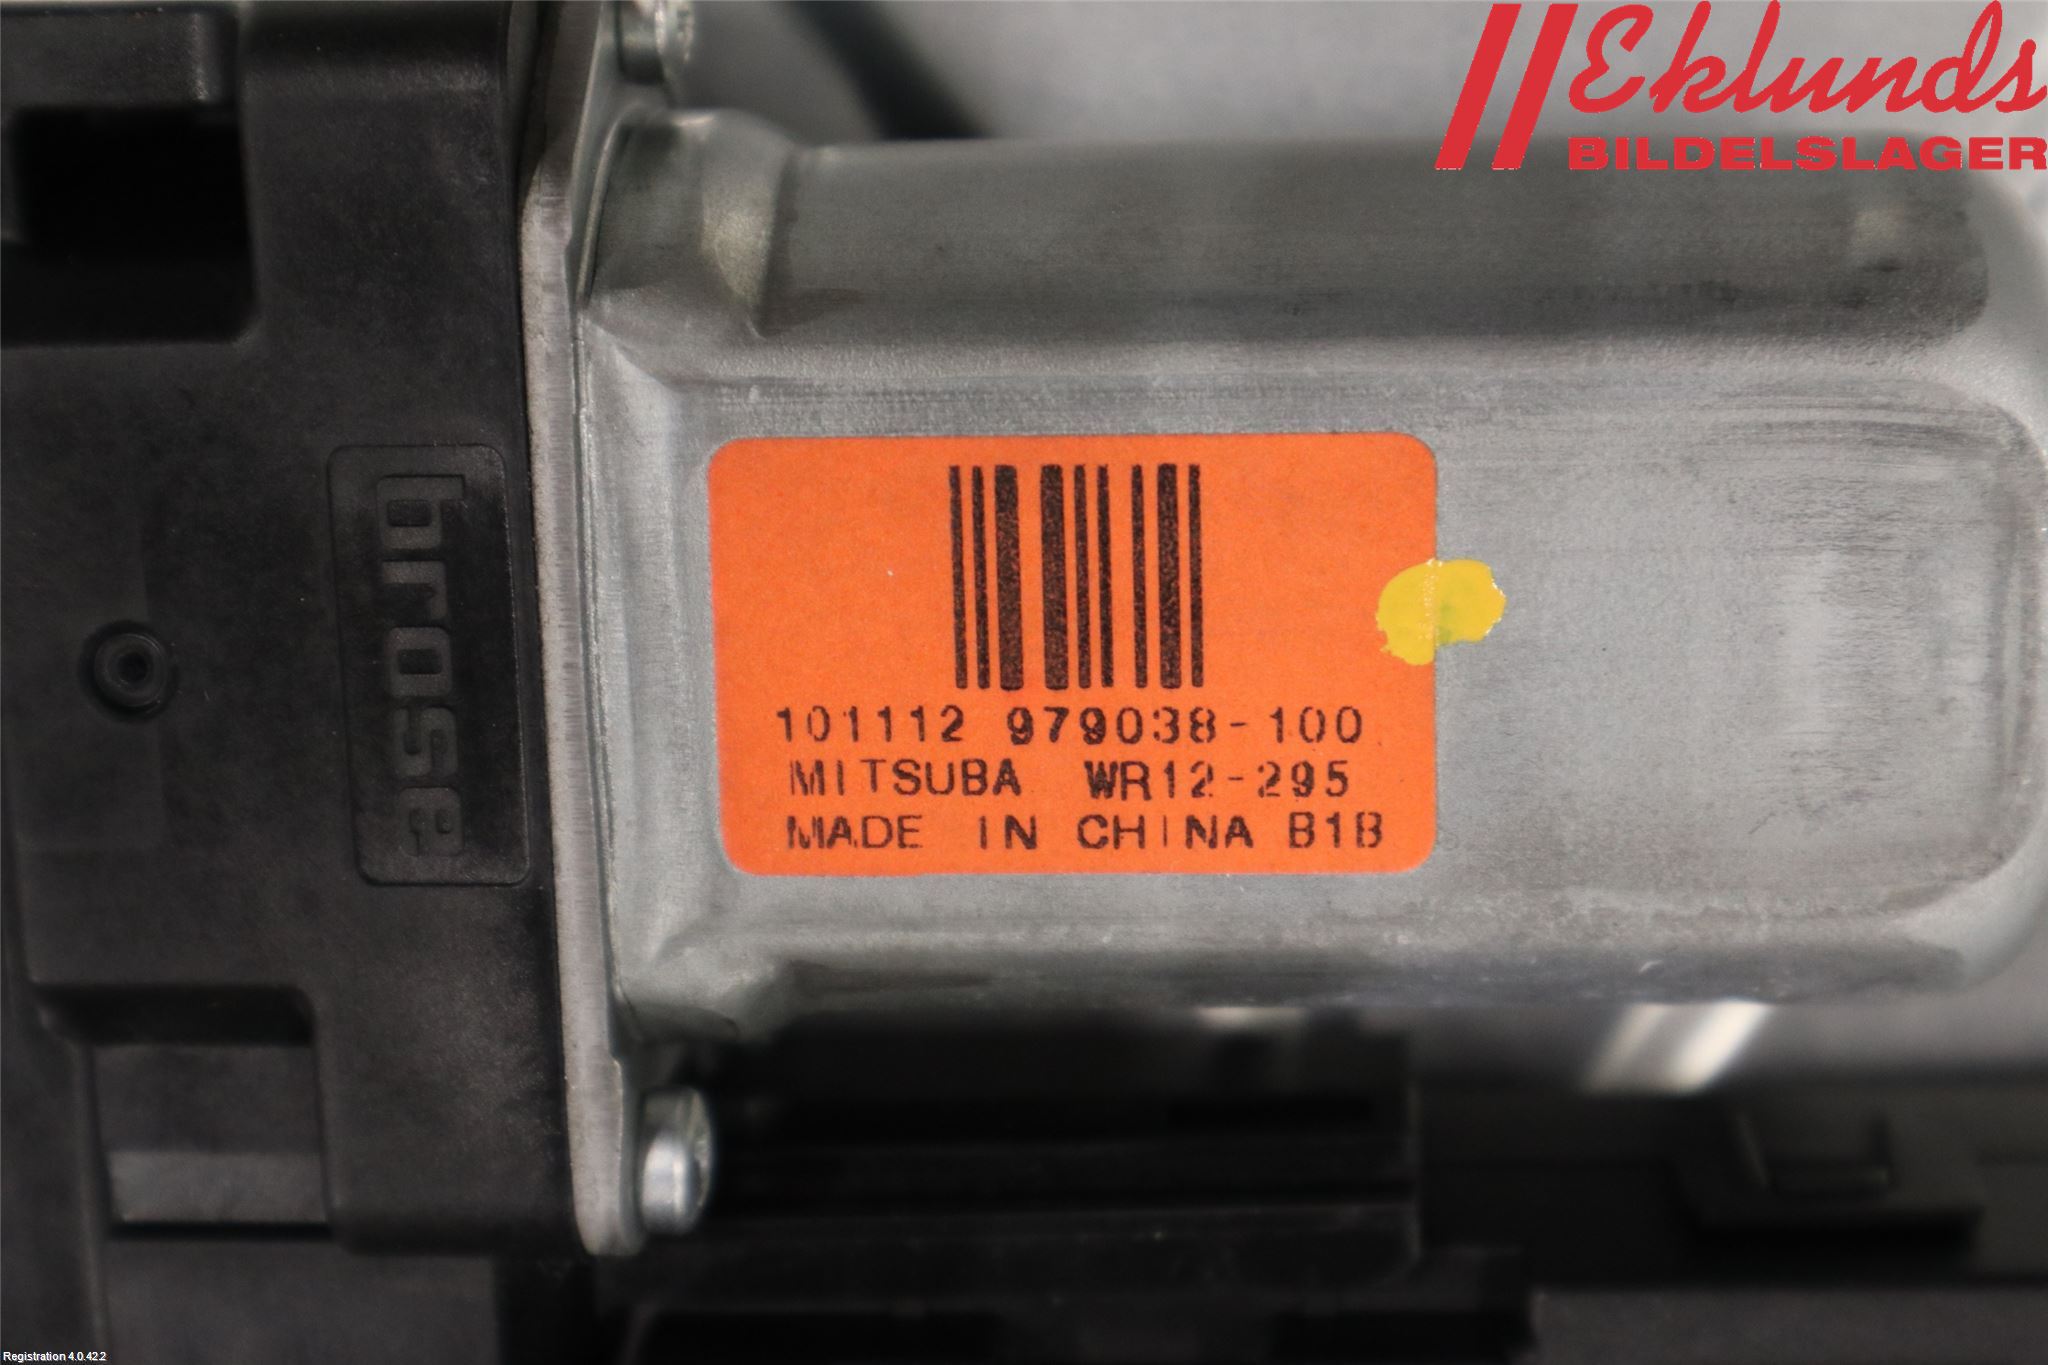 Eklunds
BILDELSLAGER
brose
101112 979038-100
MITSUBA WR12-295
MADE IN CHINA B1B
Registration 4.0.42.2